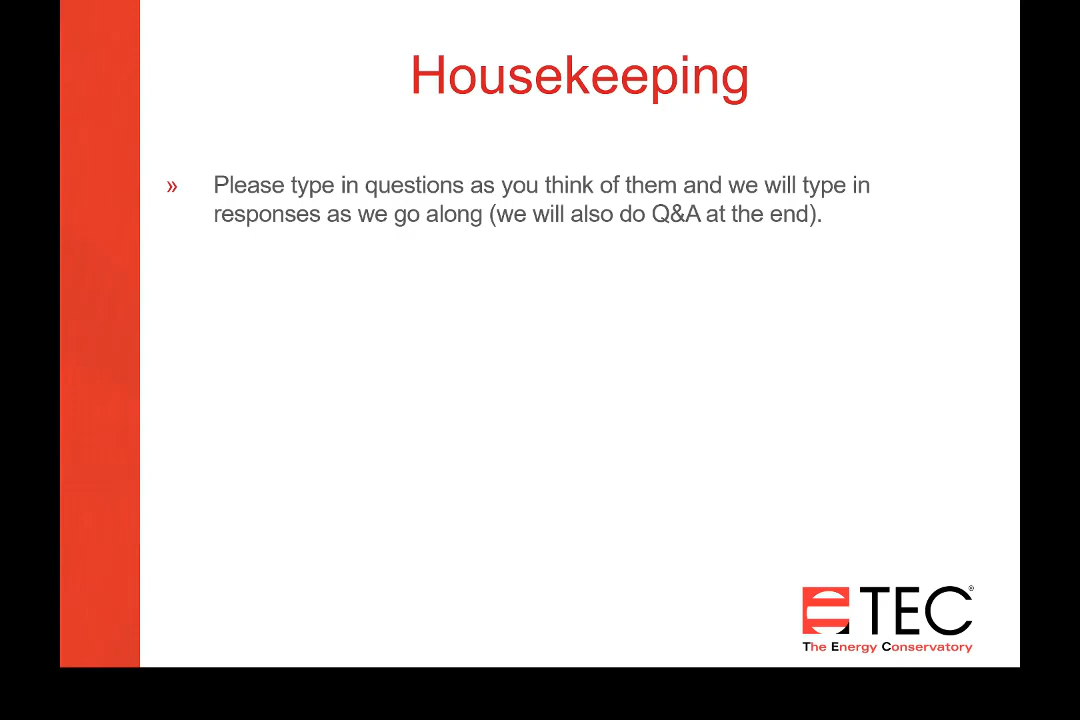 Housekeeping
» Please type in questions as you think of them and we will type in
responses as we go along (we will also do Q&A at the end).
TEC®
The Energy Conservatory